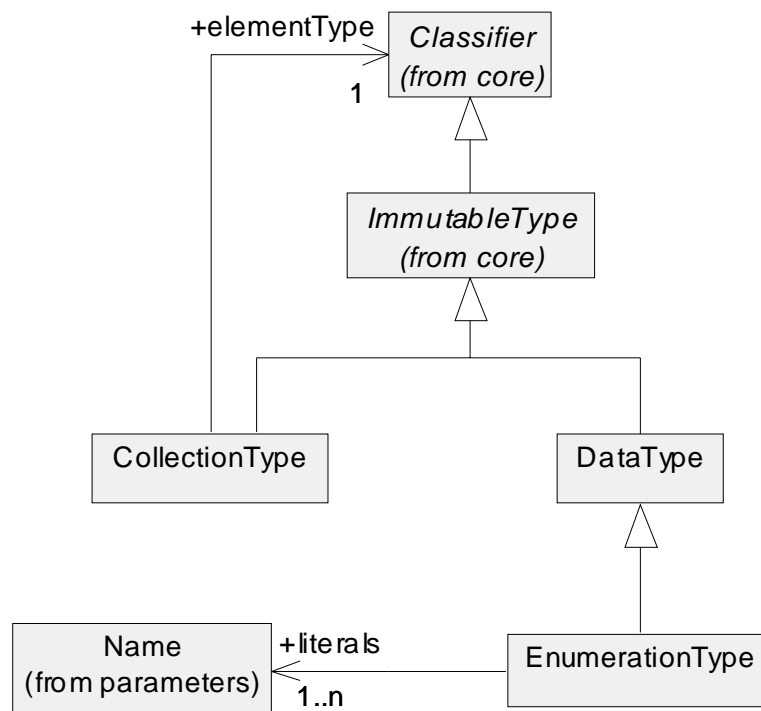 +elementType
Classifier
(from core)
1
ImmutableType
(from core)
CollectionType
DataType
Name
(from parameters)
+literals
1..n
EnumerationType